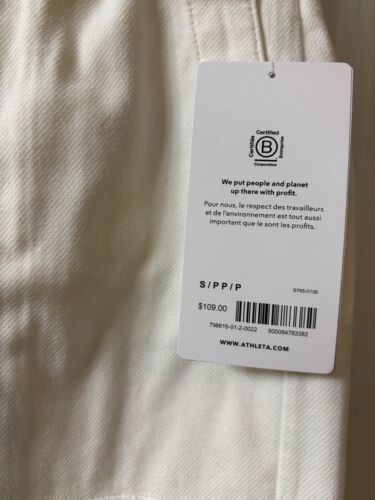 Certified
Certifiée
B
Entreprise
Corporation
We put people and planet
up there with profit.
Pour nous, le respect des travailleurs
et de l'environnement est tout aussi
important que le sont les profits.
S/PP/P
S765-0106
$109.00
798616-01-2-0022
500084783382
WWW.ATHLETA.COM